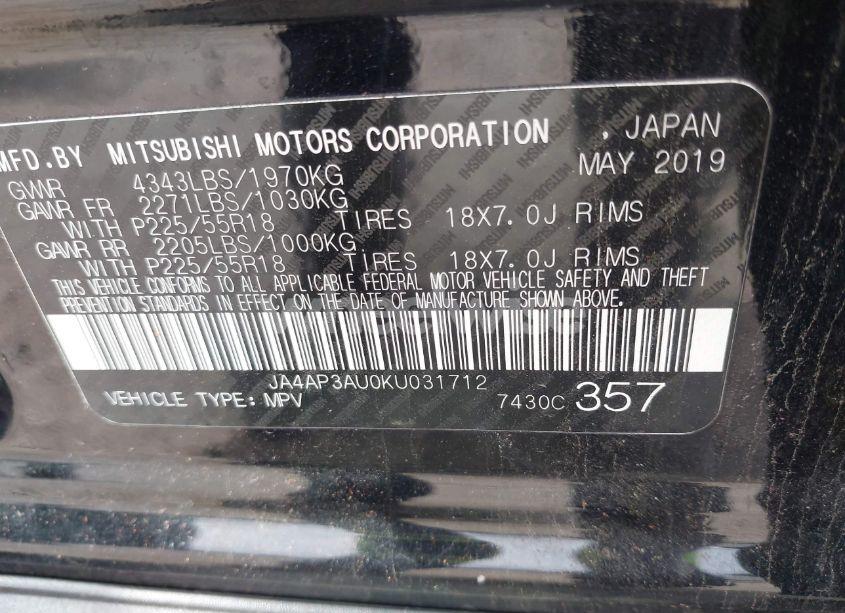 MFD.BY MITSUBISHI MOTORS CORPORATION , JAPAN
GVWR 4343LBS/1970KG MAY 2019
GAWR FR 2271LBS/1030KG
WITH P225/55R18 TIRES 18X7.0J RIMS
GAWR RR 2205LBS/1000KG
WITH P225/55R18 TIRES 18X7.0J RIMS
THIS VEHICLE CONFORMS TO ALL APPLICABLE FEDERAL MOTOR VEHICLE SAFETY AND THEFT
PREVENTION STANDARDS IN EFFECT ON THE DATE OF MANUFACTURE SHOWN ABOVE.
JA4AP3AU0KU031712
VEHICLE TYPE: MPV 7430C 357